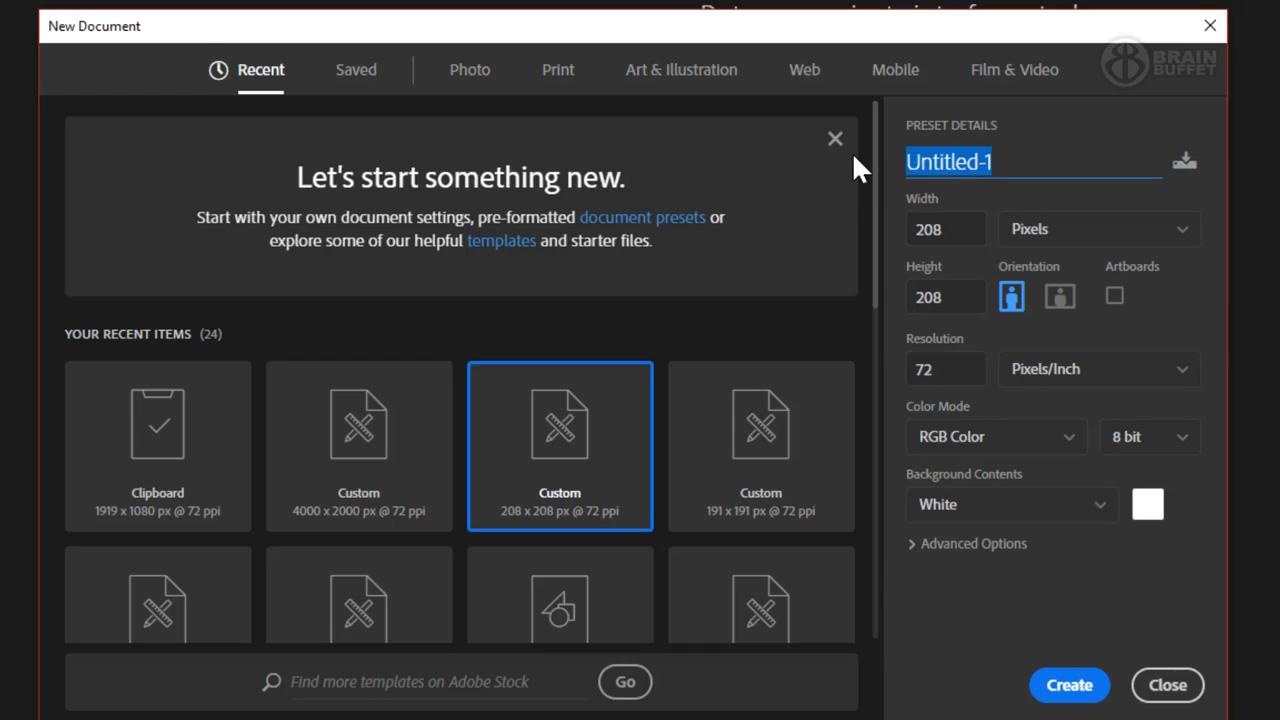 New Document
BRAIN
BUFFET
Recent
Saved
Photo
Print
Art & Illustration
Web
Mobile
Film & Video
Let's start something new.
Start with your own document settings, pre-formatted document presets or
explore some of our helpful templates and starter files.
YOUR RECENT ITEMS (24)
Clipboard
1919 x 1080 px @ 72 ppi
Custom
4000 x 2000 px @ 72 ppi
Custom
208 x 208 px @ 72 ppi
Custom
191 x 191 px @ 72 ppi
Find more templates on Adobe Stock
Go
PRESET DETAILS
Untitled-1
Width
208
Pixels
Height
Orientation
Artboards
208
Resolution
72
Pixels/Inch
Color Mode
RGB Color
8 bit
Background Contents
White
Advanced Options
Create
Close